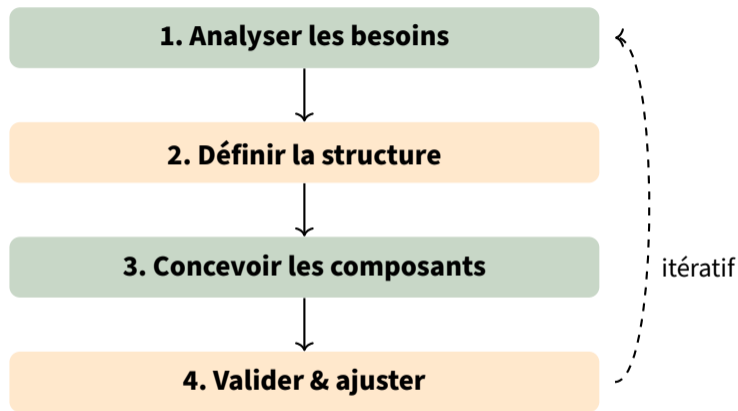 1. Analyser les besoins
2. Définir la structure
3. Concevoir les composants
itératif
4. Valider & ajuster